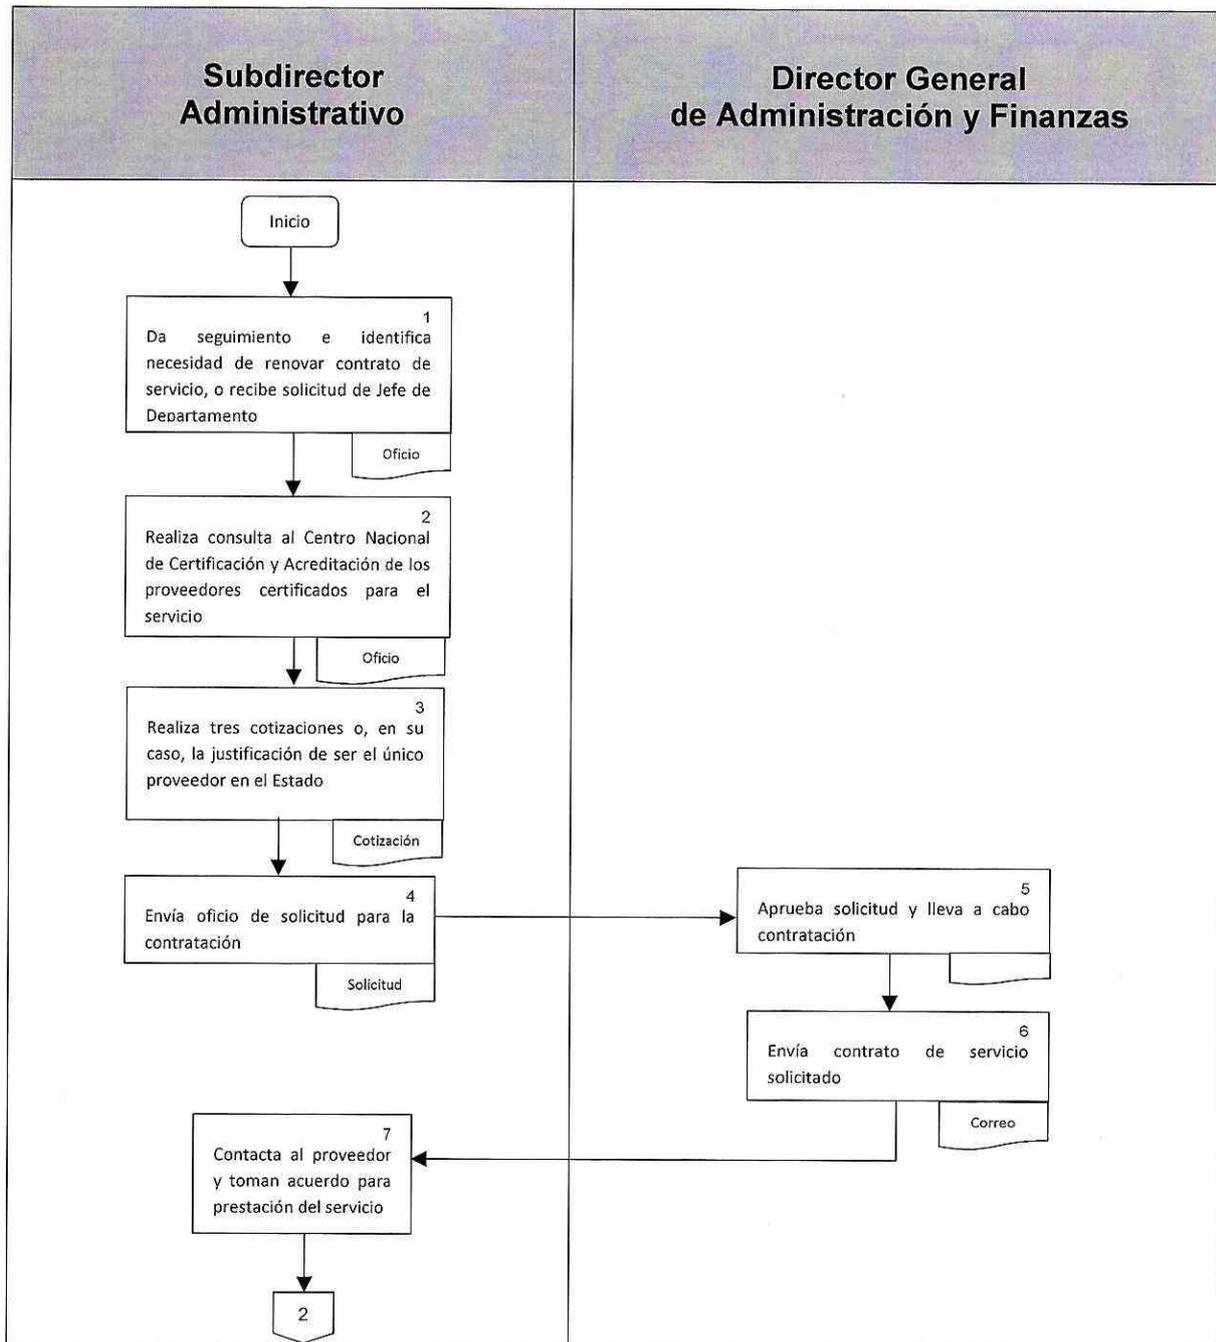 Subdirector
Administrativo
Director General
de Administración y Finanzas
Inicio
1
Da seguimiento e identifica
necesidad de renovar contrato de
servicio, o recibe solicitud de Jefe de
Departamento
Oficio
2
Realiza consulta al Centro Nacional
de Certificación y Acreditación de los
proveedores certificados para el
servicio
Oficio
3
Realiza tres cotizaciones o, en su
caso, la justificación de ser el único
proveedor en el Estado
Cotización
4
Envía oficio de solicitud para la
contratación
Solicitud
5
Aprueba solicitud y lleva a cabo
contratación
6
Envía contrato de servicio
solicitado
Correo
7
Contacta al proveedor
y toman acuerdo para
prestación del servicio
2